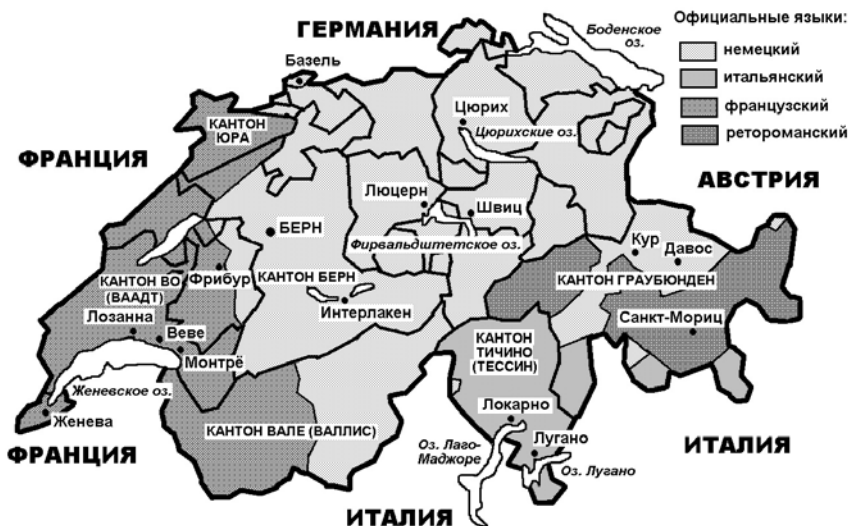 Официальные языки:
немецкий
итальянский
французский
ретороманский
ГЕРМАНИЯ
Боденское
оз.
Базель
Цюрих
Цюрихские оз.
КАНТОН
ЮРА
ФРАНЦИЯ
АВСТРИЯ
Люцерн
Швиц
БЕРН
Фирвальдштетское оз.
Кур
Давос
КАНТОН ВО
(ВААДТ)
Фрибур
КАНТОН БЕРН
КАНТОН ГРАУБЮНДЕН
Интерлакен
Лозанна
Веве
Санкт-Мориц
КАНТОН
ТИЧИНО
(ТЕССИН)
Монтрё
Женевское оз.
Женева
Локарно
КАНТОН ВАЛЕ (ВАЛЛИС)
Лугано
Оз. Лаго-
Маджоре
ФРАНЦИЯ
ИТАЛИЯ
Оз. Лугано
ИТАЛИЯ